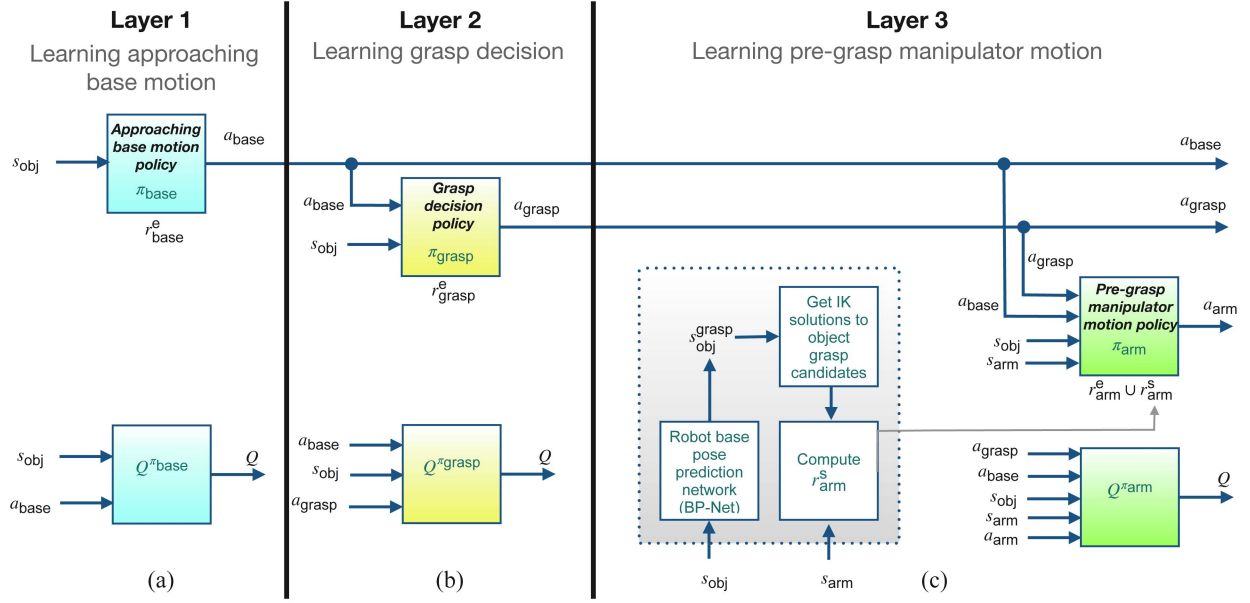 Layer 1
Learning approaching
base motion
s_obj
Approaching
base motion
policy
π_base
r^e_base
a_base
s_obj
a_base
Q^π_base
Q
(a)
Layer 2
Learning grasp decision
a_base
s_obj
Grasp
decision
policy
π_grasp
r^e_grasp
a_grasp
a_base
s_obj
a_grasp
Q^π_grasp
Q
(b)
Layer 3
Learning pre-grasp manipulator motion
a_base
a_grasp
a_grasp
a_base
s_obj
s_arm
Pre-grasp
manipulator
motion policy
π_arm
r^e_arm ∪ r^s_arm
a_arm
s^grasp_obj
Get IK
solutions to
object
grasp
candidates
Robot base
pose
prediction
network
(BP-Net)
Compute
r^s_arm
s_obj
s_arm
a_grasp
a_base
s_obj
s_arm
a_arm
Q^π_arm
Q
(c)